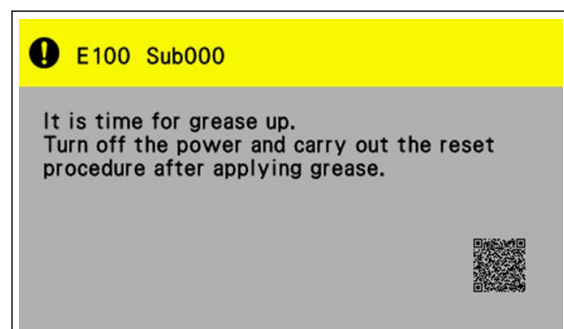 E100 Sub000
It is time for grease up.
Turn off the power and carry out the reset
procedure after applying grease.